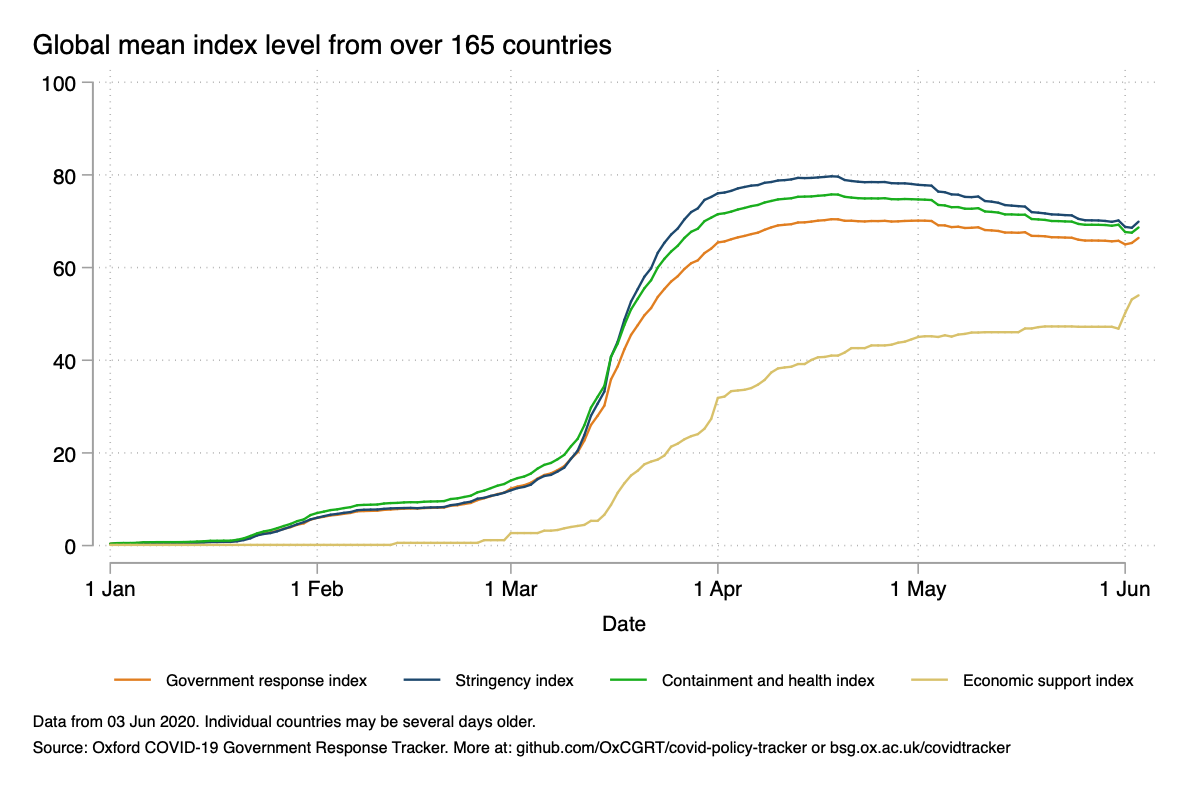 Global mean index level from over 165 countries
100
80
60
40
20
0
1 Jan 1 Feb 1 Mar 1 Apr 1 May 1 Jun
Date
Government response index Stringency index Containment and health index Economic support index
Data from 03 Jun 2020. Individual countries may be several days older.
Source: Oxford COVID-19 Government Response Tracker. More at: github.com/OxCGRT/covid-policy-tracker or bsg.ox.ac.uk/covidtracker